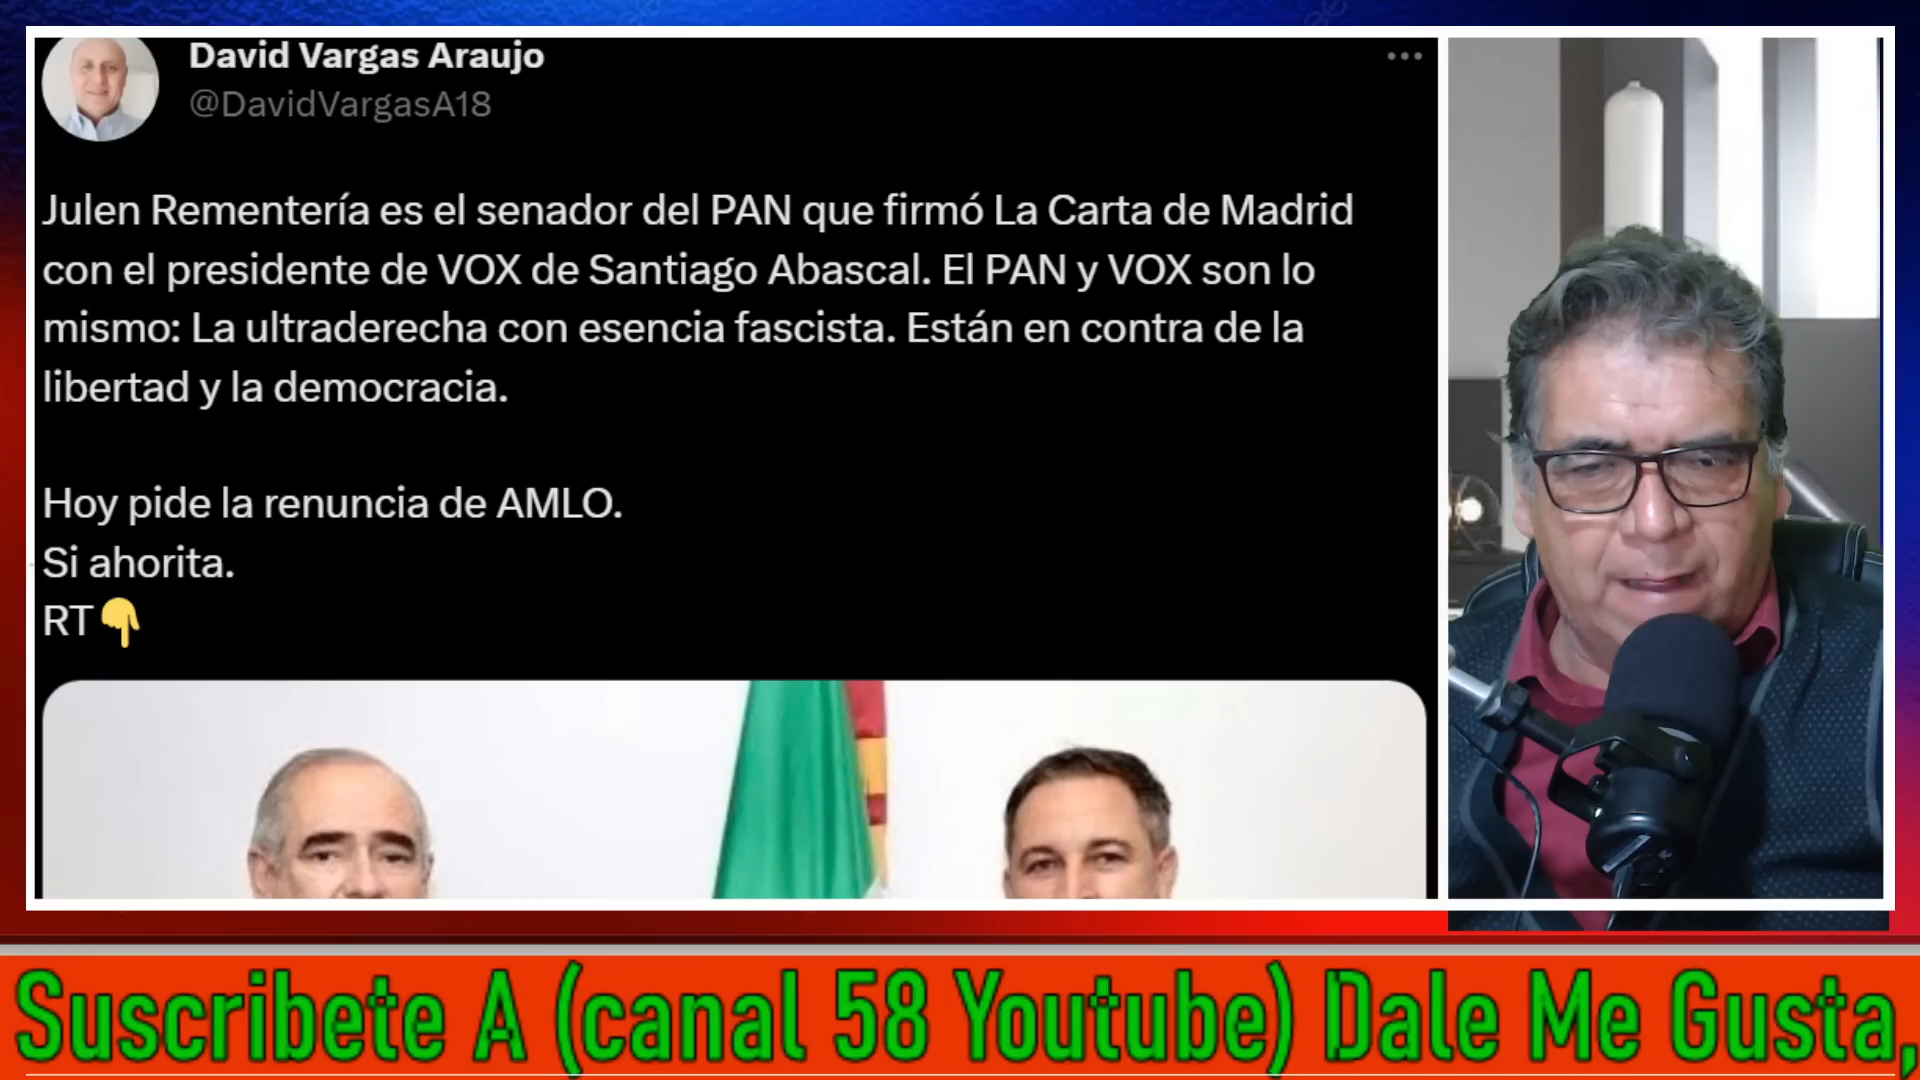 David Vargas Araujo
@DavidVargasA18
Julen Rementería es el senador del PAN que firmó La Carta de Madrid
con el presidente de VOX de Santiago Abascal. El PAN y VOX son lo
mismo: La ultraderecha con esencia fascista. Están en contra de la
libertad y la democracia.
Hoy pide la renuncia de AMLO.
Si ahorita.
RT👇
Suscribete A (canal 58 Youtube) Dale Me Gusta,